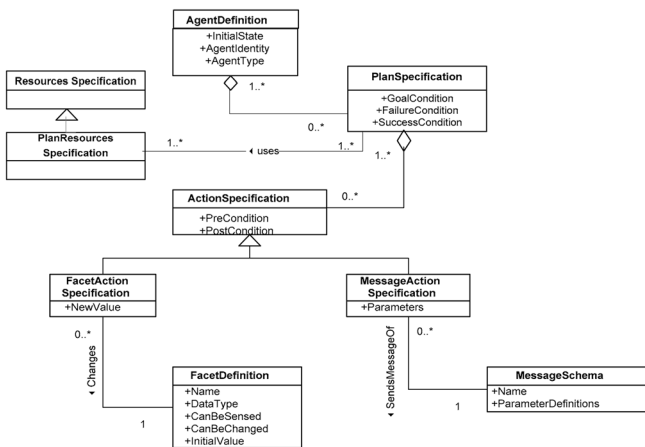 AgentDefinition
+InitialState
+AgentIdentity
+AgentType
1..*
Resources Specification
PlanSpecification
+GoalCondition
+FailureCondition
+SuccessCondition
0..*
PlanResources
Specification
1..*
◄ uses
1..*
1..*
ActionSpecification
0..*
+PreCondition
+PostCondition
FacetAction
Specification
+NewValue
MessageAction
Specification
+Parameters
0..*
◄ Changes
0..*
◄ SendsMessageOf
FacetDefinition
+Name
+DataType
+CanBeSensed
+CanBeChanged
+InitialValue
1
MessageSchema
+Name
+ParameterDefinitions
1